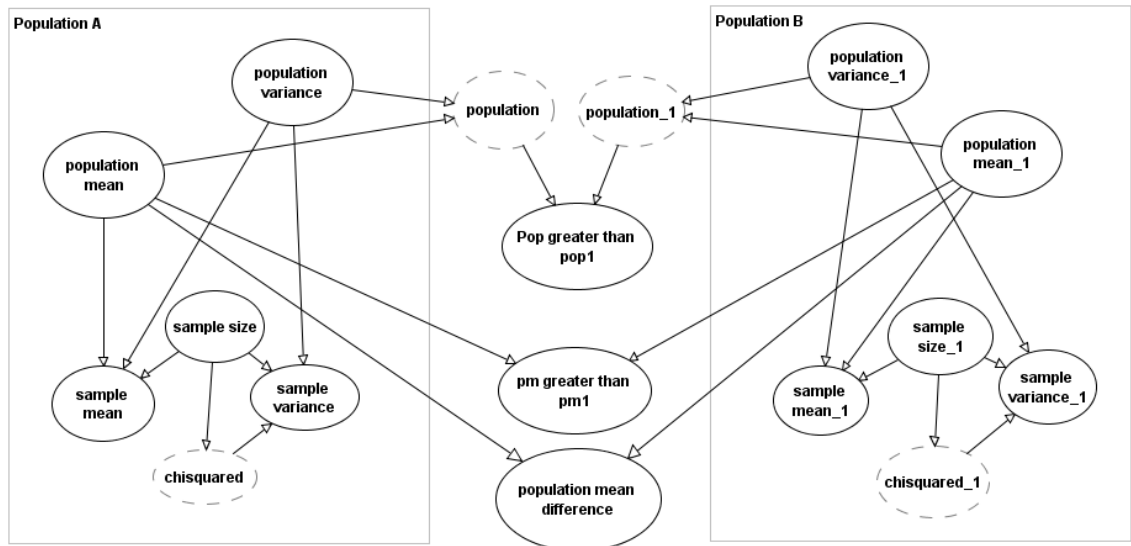 Population A
population
variance
population
mean
sample size
sample
mean
sample
variance
chisquared
population
population_1
Pop greater than
pop1
pm greater than
pm1
population mean
difference
Population B
population
variance_1
population
mean_1
sample
size_1
sample
mean_1
sample
variance_1
chisquared_1